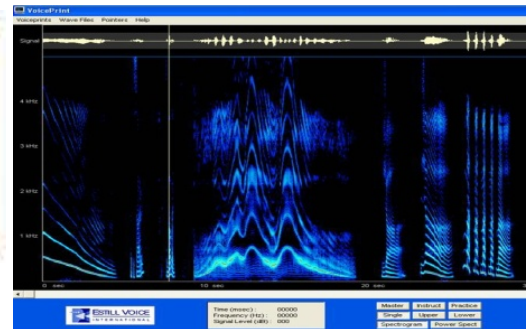 VoicePrint
Voiceprints Wave Files Pointers Help
Signal
4 kHz
3 kHz
2 kHz
1 kHz
0 sec 10 sec 20 sec
ESTILL VOICE
INTERNATIONAL
Time (msec) : 00000
Frequency (Hz) : 00000
Signal Level (dB) : 000
Master Instruct Practice
Single Upper Lower
Spectrogram Power Spect